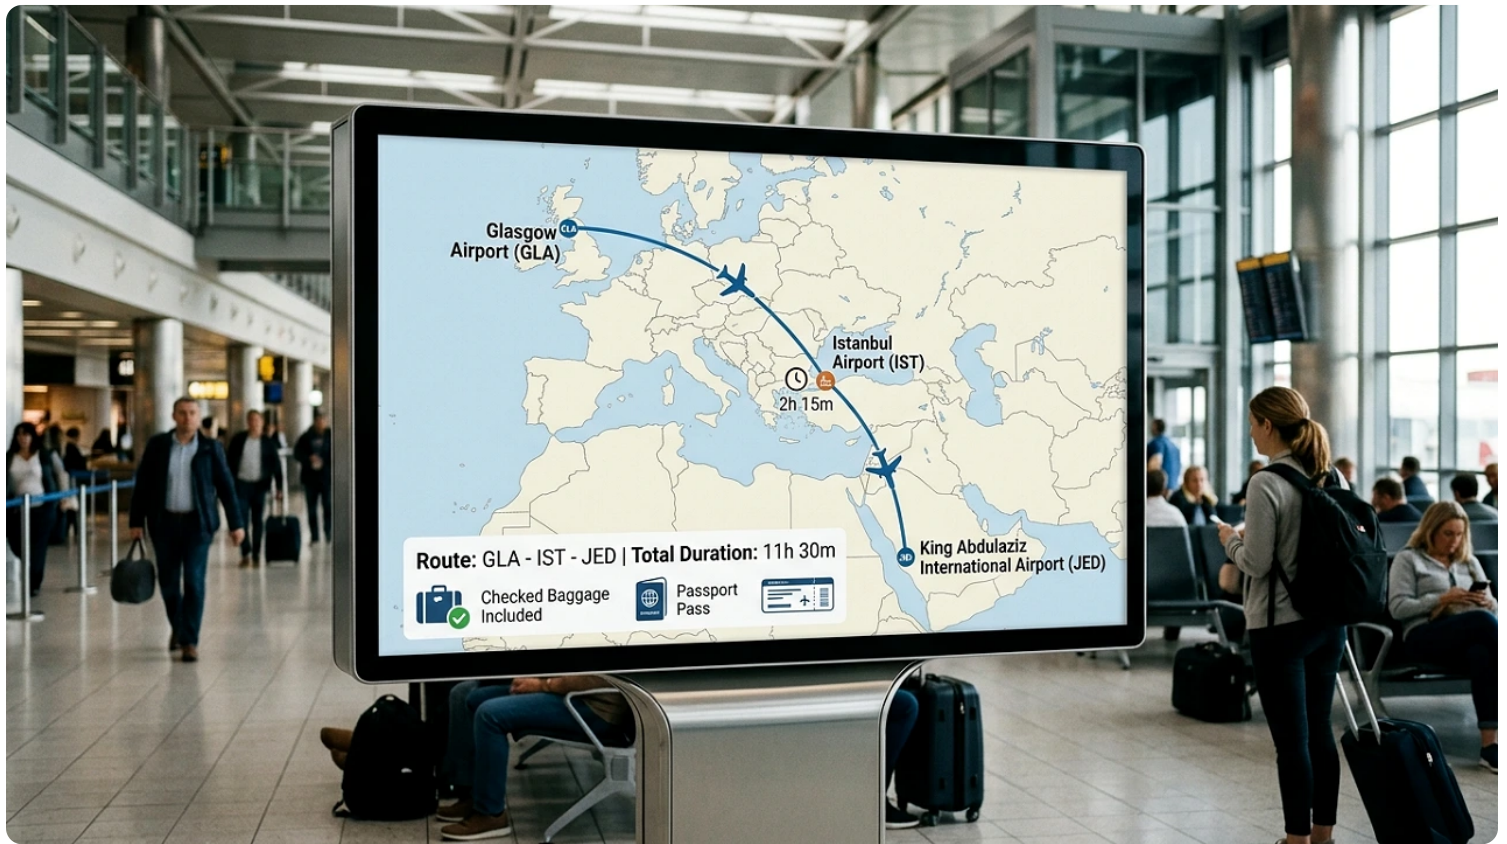 Glasgow
Airport (GLA)
GLA
Istanbul
Airport (IST)
2h 15m
King Abdulaziz
International Airport (JED)
Route: GLA - IST - JED | Total Duration: 11h 30m
Checked Baggage
Included
Passport
Pass